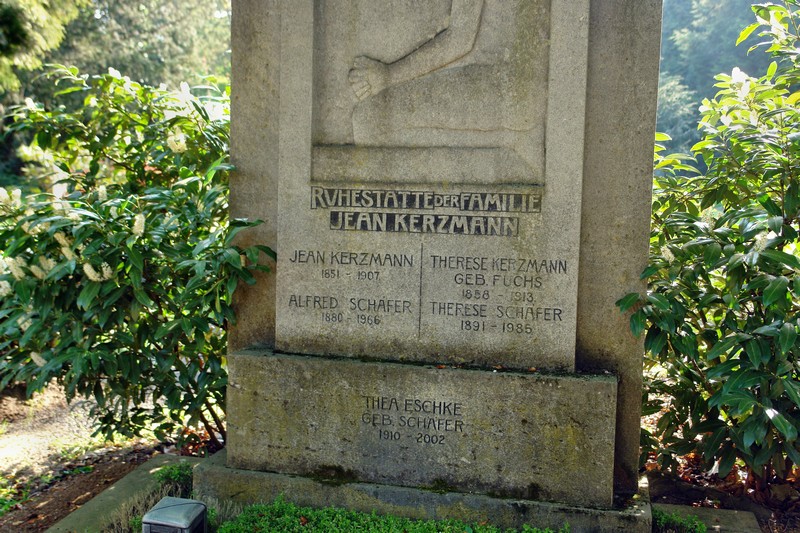 RUHESTÄTTE DER FAMILIE
JEAN KERZMANN
JEAN KERZMANN
1851 - 1907
ALFRED SCHÄFER
1880 - 1966
THERESE KERZMANN
GEB. FUCHS
1858 - 1913
THERESE SCHÄFER
1891 - 1985
THEA ESCHKE
GEB. SCHÄFER
1910 - 2002